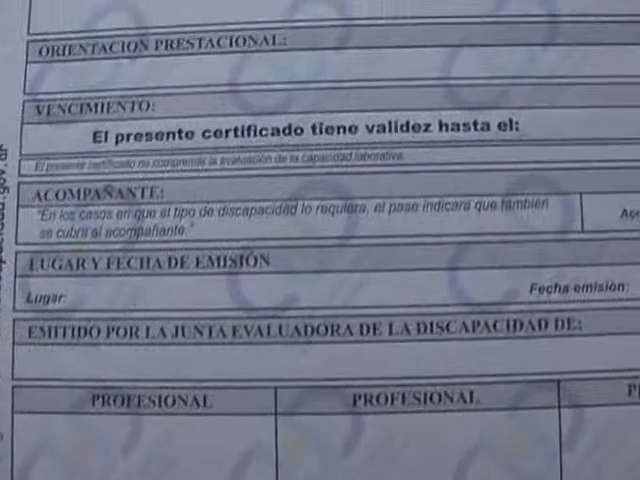 ORIENTACION PRESTACIONAL:
VENCIMIENTO:
El presente certificado tiene validez hasta el:
El presente certificado no comprende la evaluación de la capacidad laborativa
ACOMPAÑANTE:
"En los casos en que el tipo de discapacidad lo requiera, el pase indicará que también
se cubra al acompañante."
LUGAR Y FECHA DE EMISIÓN
Lugar:
Fecha emisión:
EMITIDO POR LA JUNTA EVALUADORA DE LA DISCAPACIDAD DE:
PROFESIONAL
PROFESIONAL